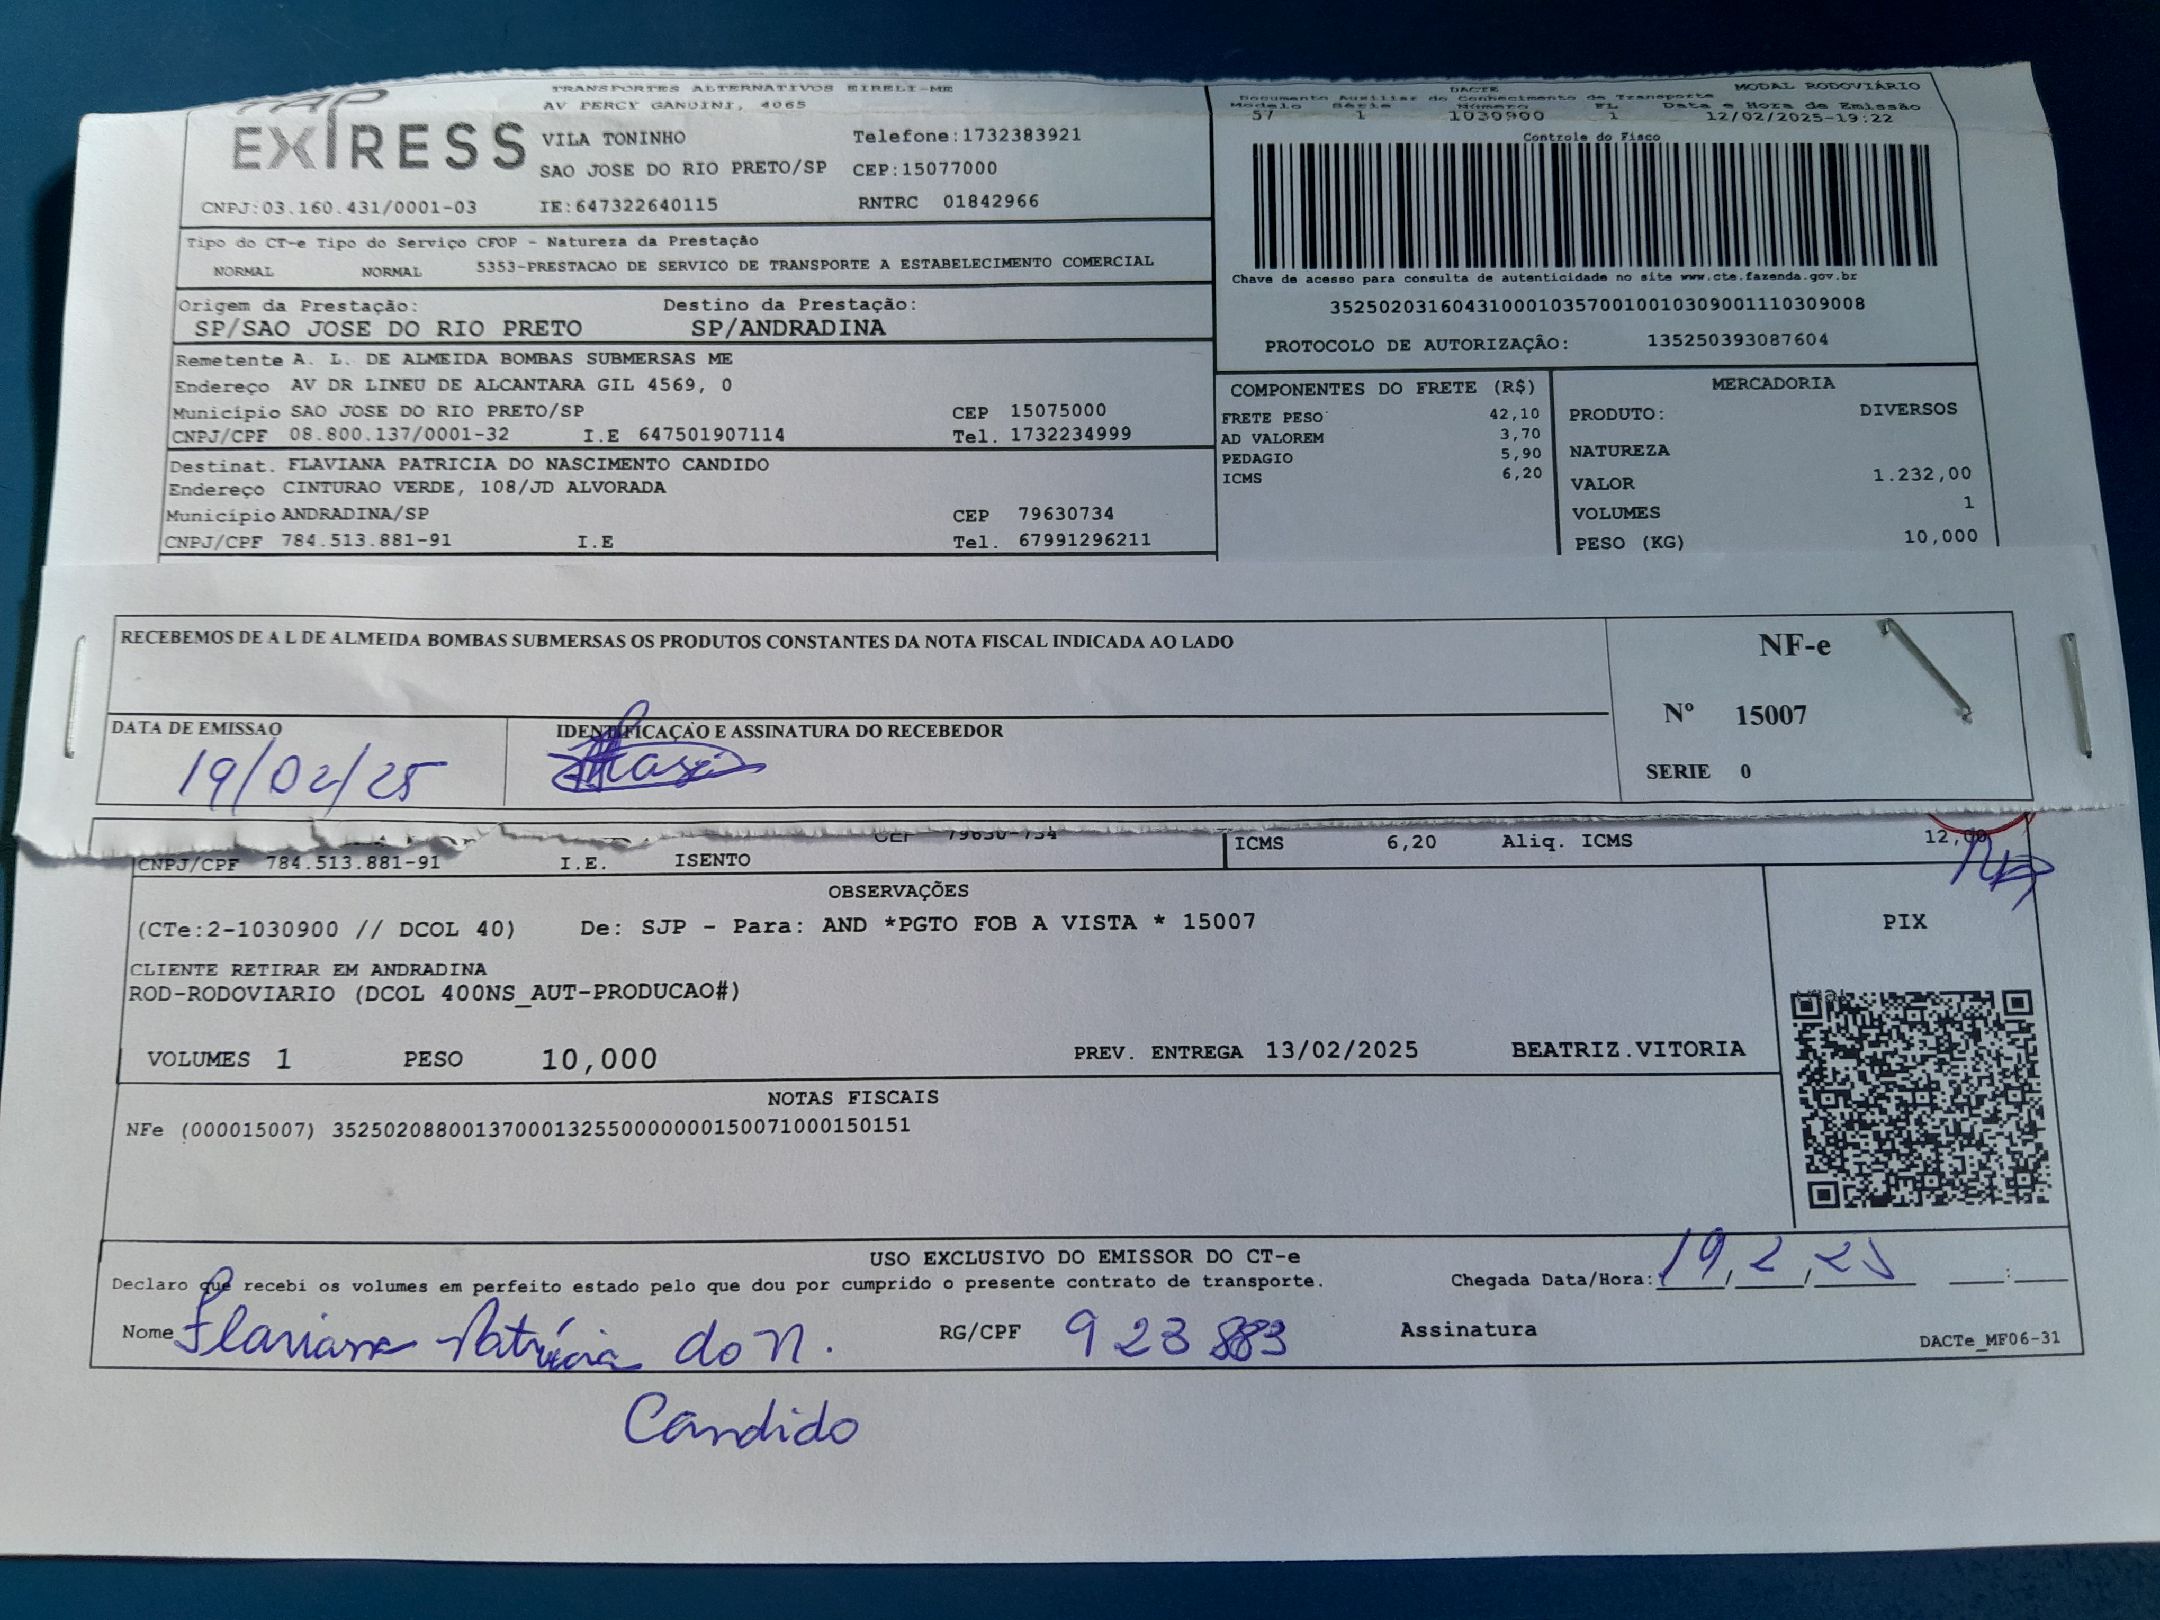 TRANSPORTES ALTERNATIVOS EIRELI-ME
AV PERCY GANDINI, 4065
EXPRESS
VILA TONINHO Telefone:1732383921
SAO JOSE DO RIO PRETO/SP CEP:15077000
CNPJ:03.160.431/0001-03 IE:647322640115 RNTRC 01842966
DACTE MODAL RODOVIÁRIO
Documento Auxiliar do Conhecimento de Transporte
Modelo Série Número FL Data e Hora de Emissão
57 1 1030900 1 12/02/2025-19:22
Controle do Fisco
Chave de acesso para consulta de autenticidade no site www.cte.fazenda.gov.br
35250203160431000103570010010309001110309008
PROTOCOLO DE AUTORIZAÇÃO: 135250393087604
Tipo do CT-e Tipo do Serviço CFOP - Natureza da Prestação
NORMAL NORMAL 5353-PRESTACAO DE SERVICO DE TRANSPORTE A ESTABELECIMENTO COMERCIAL
Origem da Prestação: Destino da Prestação:
SP/SAO JOSE DO RIO PRETO SP/ANDRADINA
Remetente A. L. DE ALMEIDA BOMBAS SUBMERSAS ME
Endereço AV DR LINEU DE ALCANTARA GIL 4569, 0
Município SAO JOSE DO RIO PRETO/SP CEP 15075000
CNPJ/CPF 08.800.137/0001-32 I.E 647501907114 Tel. 1732234999
Destinat. FLAVIANA PATRICIA DO NASCIMENTO CANDIDO
Endereço CINTURAO VERDE, 108/JD ALVORADA
Município ANDRADINA/SP CEP 79630734
CNPJ/CPF 784.513.881-91 I.E Tel. 67991296211
COMPONENTES DO FRETE (R$)
FRETE PESO 42,10
AD VALOREM 3,70
PEDAGIO 5,90
ICMS 6,20
MERCADORIA
PRODUTO: DIVERSOS
NATUREZA
VALOR 1.232,00
VOLUMES 1
PESO (KG) 10,000
RECEBEMOS DE A L DE ALMEIDA BOMBAS SUBMERSAS OS PRODUTOS CONSTANTES DA NOTA FISCAL INDICADA AO LADO
NF-e
Nº 15007
SERIE 0
DATA DE EMISSAO IDENTIFICAÇÃO E ASSINATURA DO RECEBEDOR
19/02/25
CEP 79630-734
CNPJ/CPF 784.513.881-91 I.E. ISENTO ICMS 6,20 Aliq. ICMS 12,00
OBSERVAÇÕES
(CTe:2-1030900 // DCOL 40) De: SJP - Para: AND *PGTO FOB A VISTA * 15007
CLIENTE RETIRAR EM ANDRADINA
ROD-RODOVIARIO (DCOL 400NS_AUT-PRODUCAO#)
VOLUMES 1 PESO 10,000 PREV. ENTREGA 13/02/2025 BEATRIZ.VITORIA
PIX
NOTAS FISCAIS
NFe (000015007) 35250208800137000132550000000150071000150151
USO EXCLUSIVO DO EMISSOR DO CT-e
Declaro que recebi os volumes em perfeito estado pelo que dou por cumprido o presente contrato de transporte. Chegada Data/Hora: 19/2/25 __:__
Nome Flaviana Patrícia do N. RG/CPF 923883 Assinatura
Candido
DACTe_MF06-31